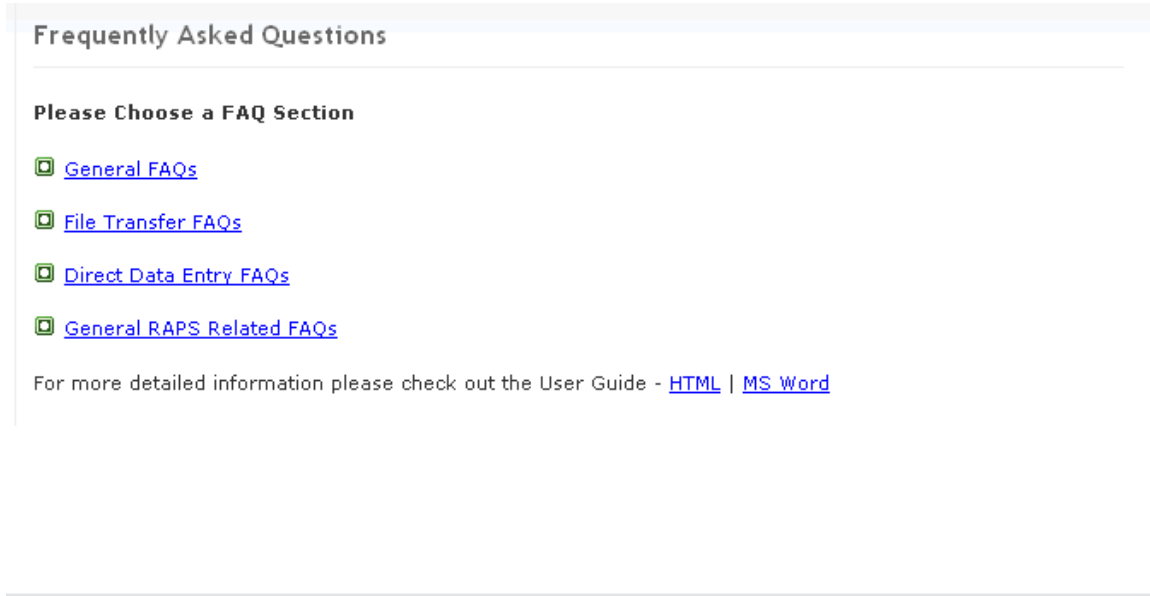 Frequently Asked Questions
Please Choose a FAQ Section
General FAQs
File Transfer FAQs
Direct Data Entry FAQs
General RAPS Related FAQs
For more detailed information please check out the User Guide - HTML | MS Word